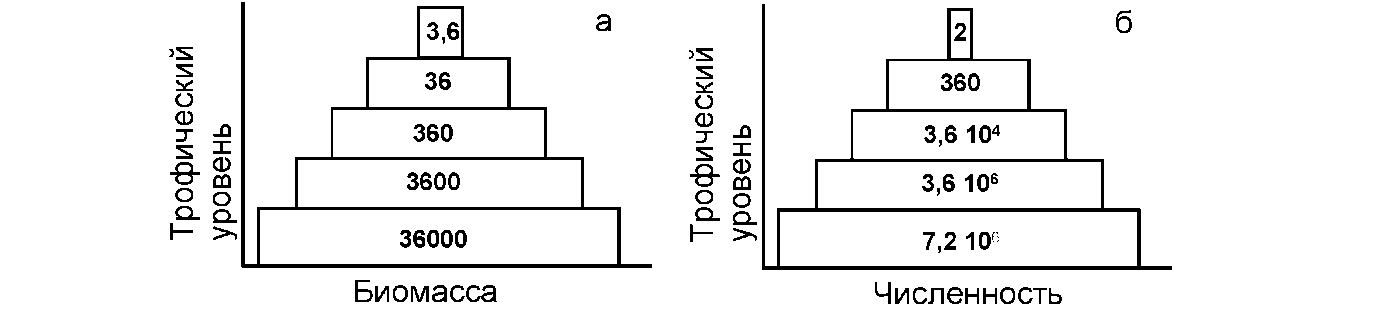 а
3,6
36
360
3600
36000
Трофический
уровень
Биомасса
б
2
360
3,6 10⁴
3,6 10⁶
7,2 10⁶
Трофический
уровень
Численность